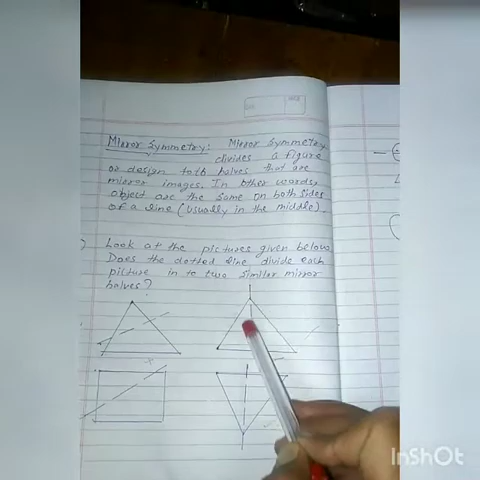 Mirror Symmetry: Mirror Symmetry
divides a figure
or design into halves that are
mirror images. In other words,
object are the same on both sides
of a line (usually in the middle).
Look at the pictures given below
Does the dotted line divide each
picture in to two similar mirror
halves?
InShOt